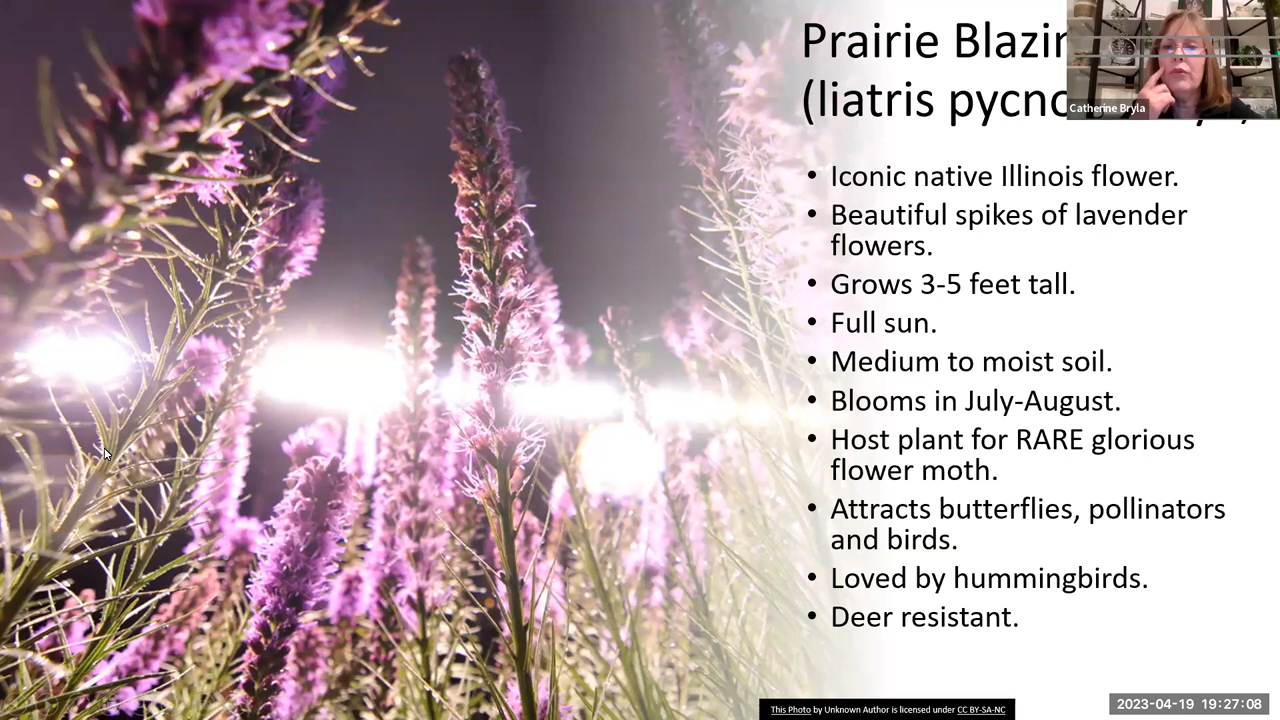 Prairie
(liatris
Catherine Bryla
• Iconic native Illinois flower.
• Beautiful spikes of lavender
flowers.
• Grows 3-5 feet tall.
• Full sun.
• Medium to moist soil.
• Blooms in July-August.
• Host plant for RARE glorious
flower moth.
• Attracts butterflies, pollinators
and birds.
• Loved by hummingbirds.
• Deer resistant.
This Photo by Unknown Author is licensed under CC BY-SA-NC
2023-04-19 19:27:08